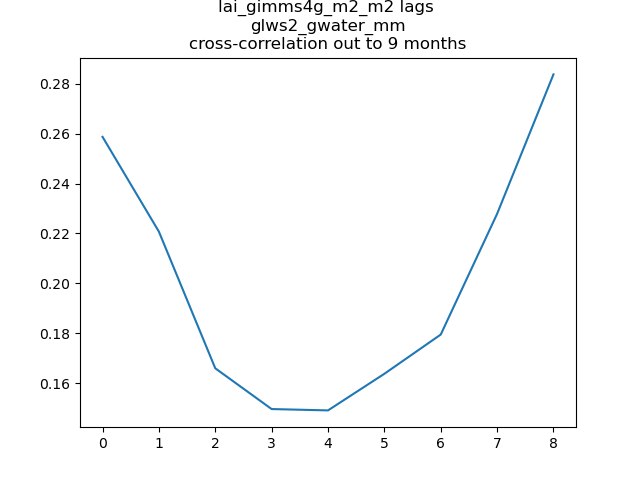 lai_gimms4g_m2_m2 lags
glws2_gwater_mm
cross-correlation out to 9 months
0.28
0.26
0.24
0.22
0.20
0.18
0.16
0 1 2 3 4 5 6 7 8